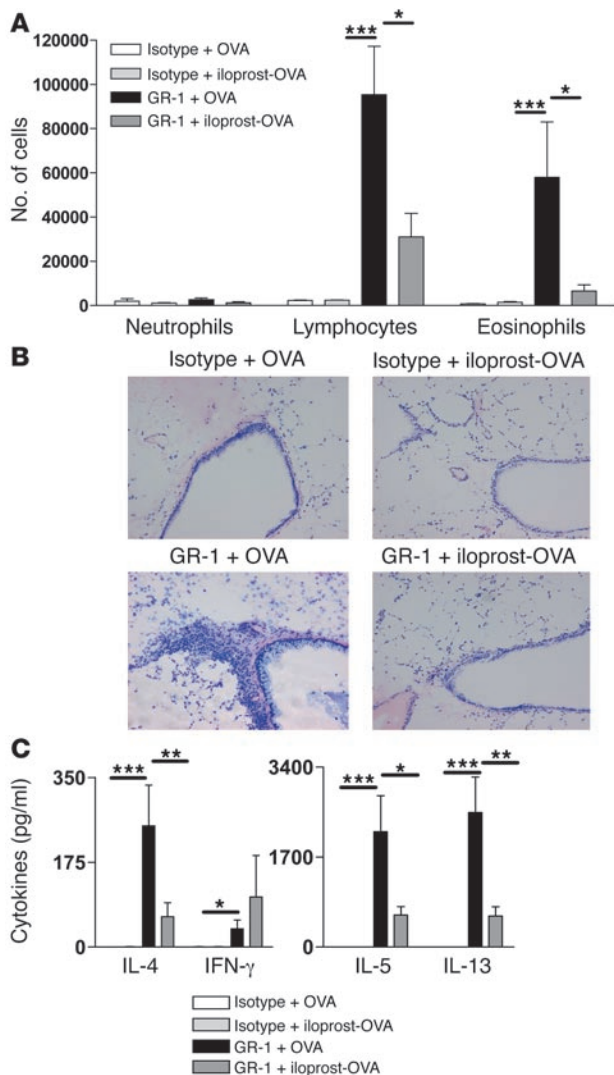 A
120000
100000
80000
60000
40000
20000
0
No. of cells
Isotype + OVA
Isotype + iloprost-OVA
GR-1 + OVA
GR-1 + iloprost-OVA
*** *
*** *
Neutrophils Lymphocytes Eosinophils
B
Isotype + OVA Isotype + iloprost-OVA
GR-1 + OVA GR-1 + iloprost-OVA
C
Cytokines (pg/ml)
350
175
0
*** **
*
IL-4 IFN-γ
3400
1700
0
*** * *** **
IL-5 IL-13
Isotype + OVA
Isotype + iloprost-OVA
GR-1 + OVA
GR-1 + iloprost-OVA